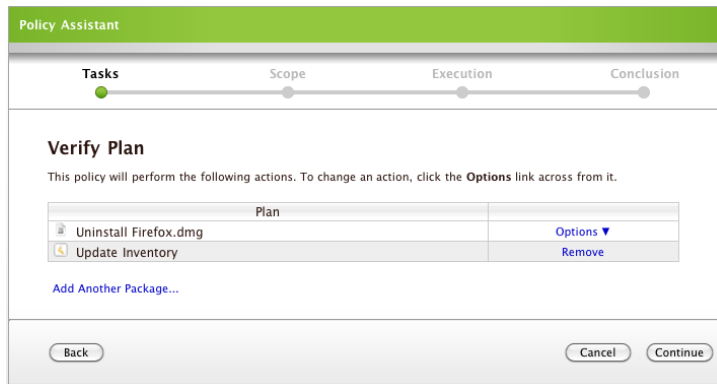 Policy Assistant
Tasks Scope Execution Conclusion
Verify Plan
This policy will perform the following actions. To change an action, click the Options link across from it.
Plan
Uninstall Firefox.dmg Options ▼
Update Inventory Remove
Add Another Package...
Back Cancel Continue